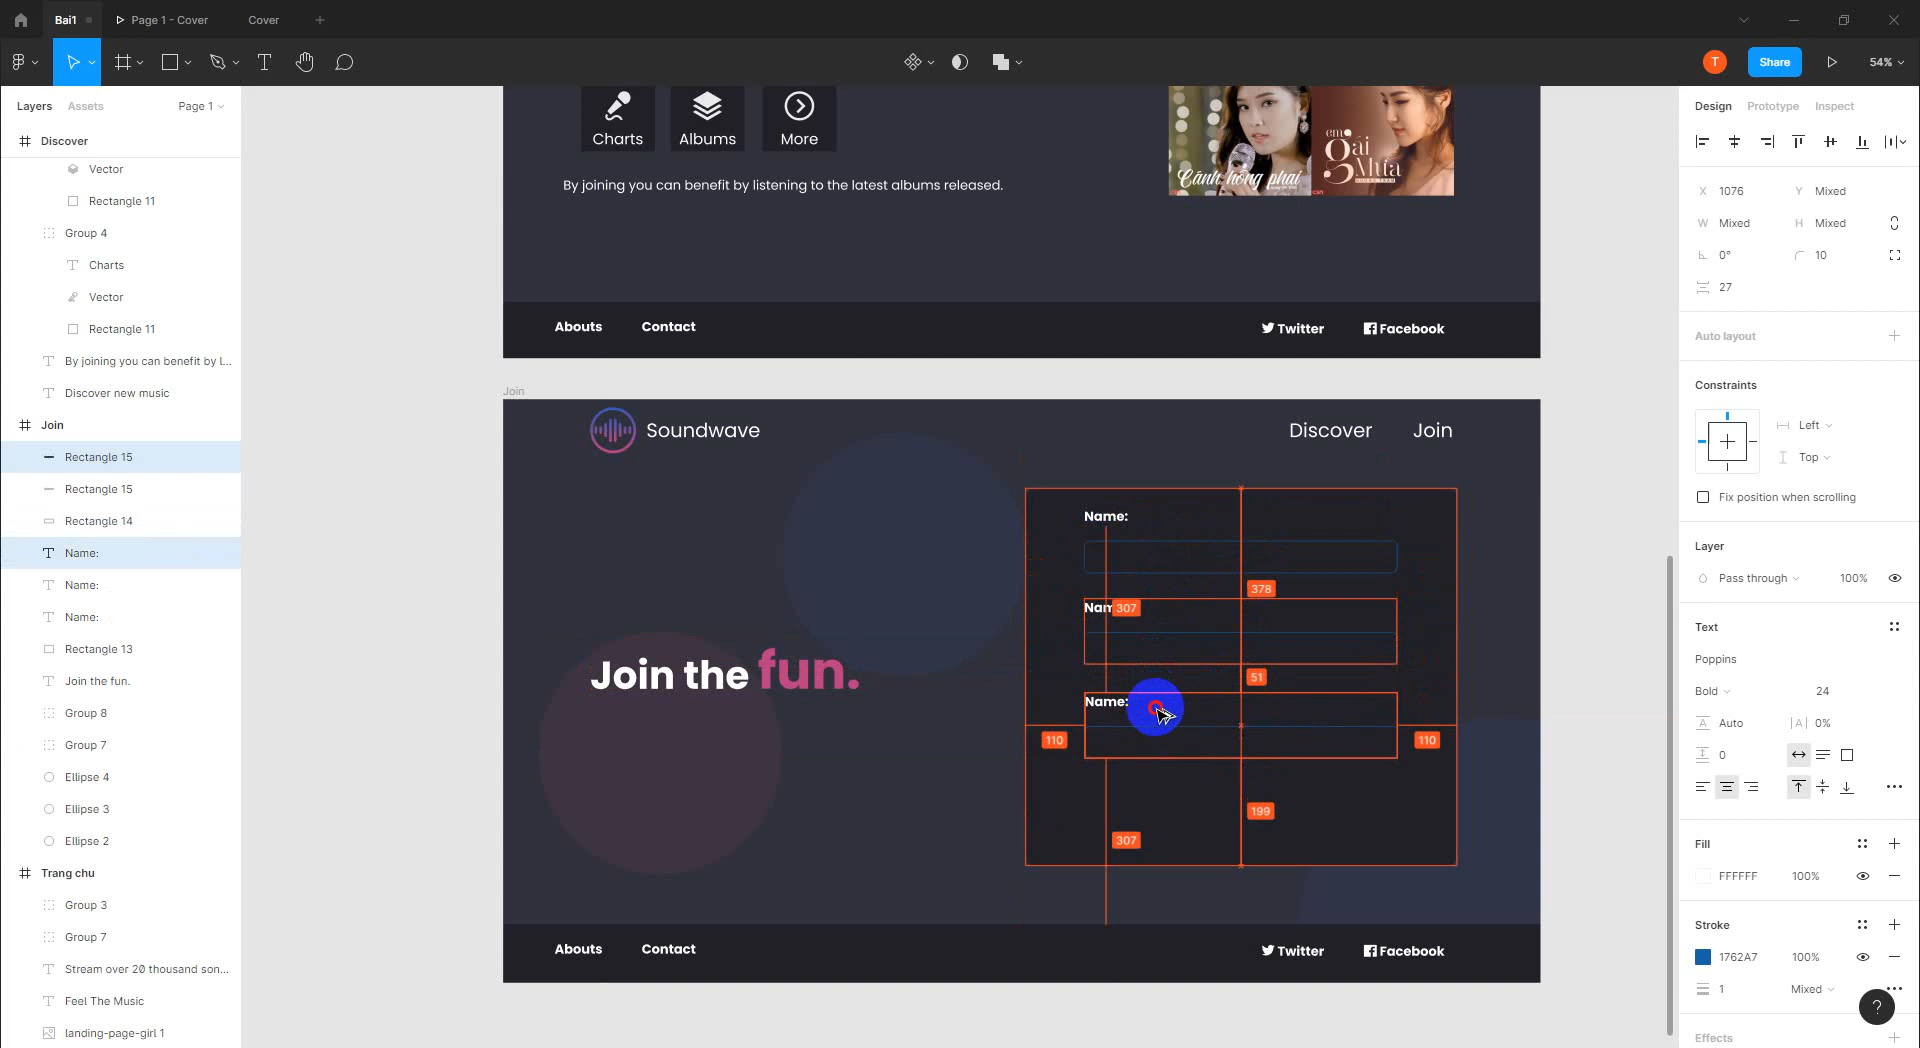 Bai1
Page 1 - Cover
Cover
T
Share
54%
Layers
Assets
Page 1
Discover
Vector
Rectangle 11
Group 4
Charts
Vector
Rectangle 11
By joining you can benefit by l...
Discover new music
Join
Rectangle 15
Rectangle 15
Rectangle 14
Name:
Name:
Name:
Rectangle 13
Join the fun.
Group 8
Group 7
Ellipse 4
Ellipse 3
Ellipse 2
Trang chu
Group 3
Group 7
Stream over 20 thousand son...
Feel The Music
landing-page-girl 1
Charts
Albums
More
By joining you can benefit by listening to the latest albums released.
Cánh hồng phai
em
gái
Mưa
Abouts
Contact
Twitter
Facebook
Join
Soundwave
Discover
Join
Name:
378
Nam
307
51
Name:
110
110
199
307
Join the fun.
Abouts
Contact
Twitter
Facebook
Design
Prototype
Inspect
X 1076
Y Mixed
W Mixed
H Mixed
0°
10
27
Auto layout
Constraints
Left
Top
Fix position when scrolling
Layer
Pass through
100%
Text
Poppins
Bold
24
Auto
0%
0
Fill
FFFFFF
100%
Stroke
1762A7
100%
1
Mixed
?
Effects